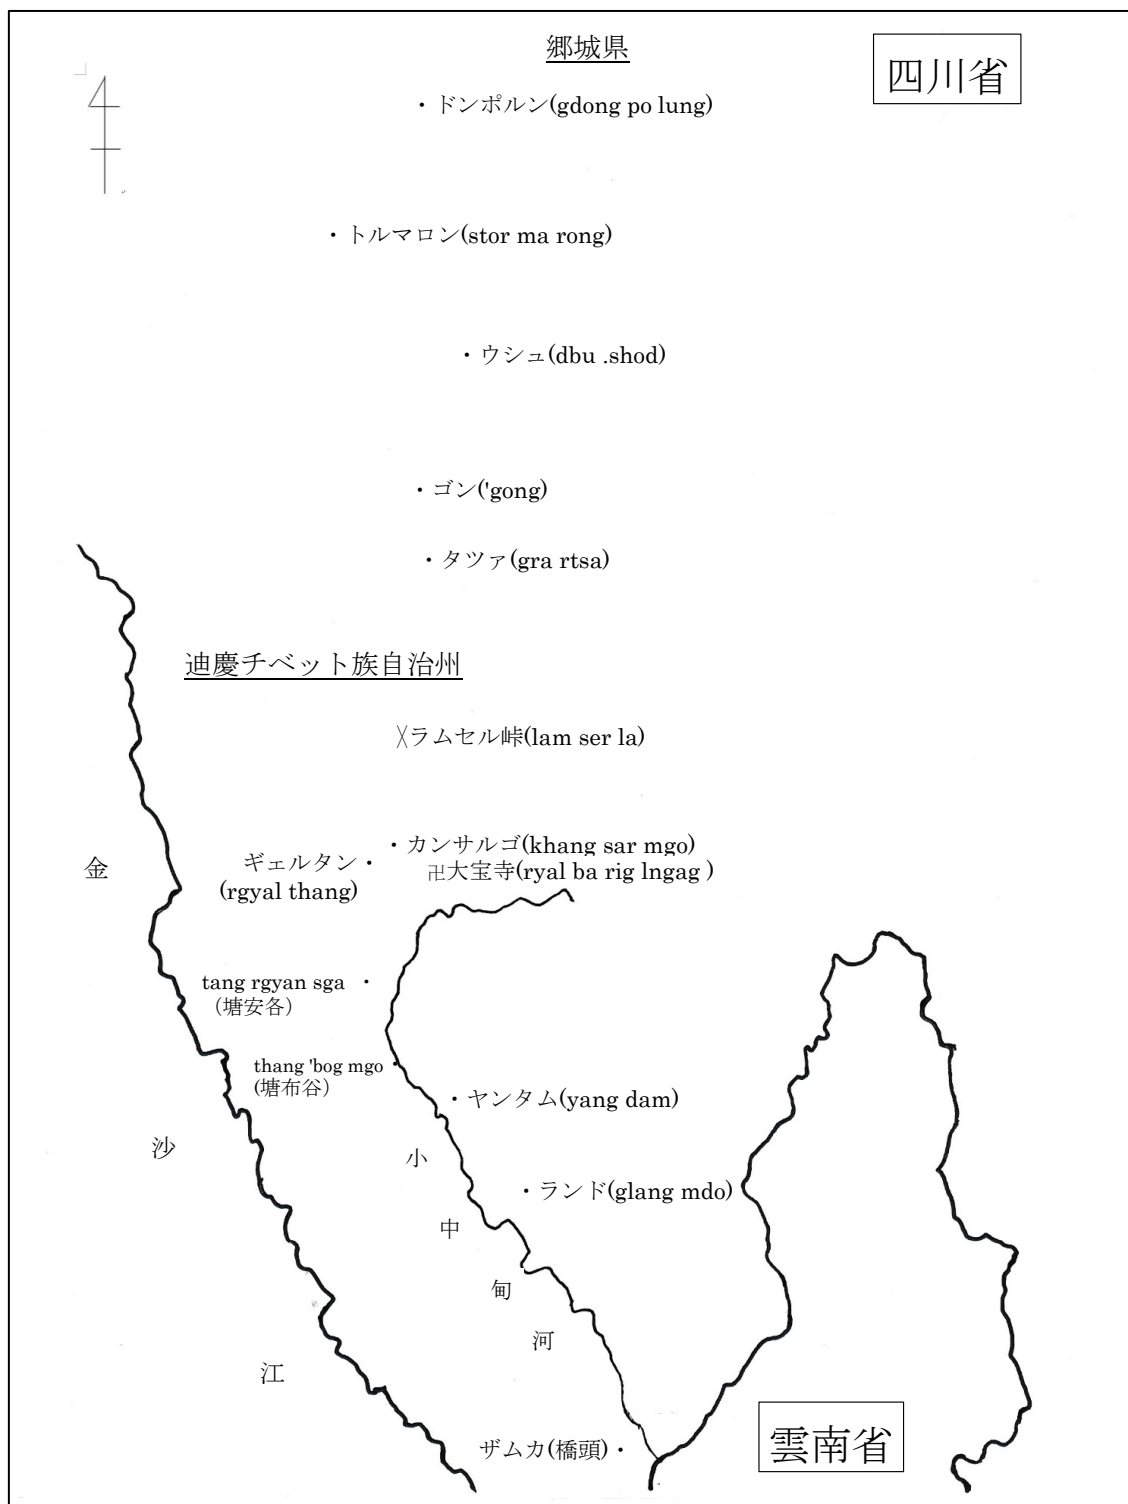 郷城県
四川省
・ドンポルン(gdong po lung)
・トルマロン(stor ma rong)
・ウシュ(dbu .shod)
・ゴン('gong)
・タツァ(gra rtsa)
迪慶チベット族自治州
╳ラムセル峠(lam ser la)
・カンサルゴ(khang sar mgo)
ギェルタン・
(rgyal thang)
卍大宝寺(ryal ba rig lngag )
金
tang rgyan sga ・
(塘安各)
thang 'bog mgo ・
(塘布谷)
・ヤンタム(yang dam)
沙
小
・ランド(glang mdo)
中
甸
河
江
ザムカ(橋頭)・
雲南省